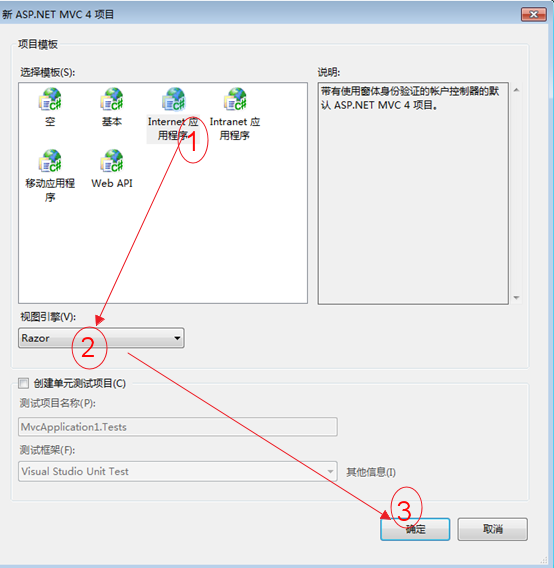 新 ASP.NET MVC 4 项目
项目模板
选择模板(S):
说明:
空
基本
Internet 应
用程序
Intranet 应
用程序
移动应用程
序
Web API
带有使用窗体身份验证的帐户控制器的默
认 ASP.NET MVC 4 项目。
1
视图引擎(V):
Razor
2
创建单元测试项目(C)
测试项目名称(P):
MvcApplication1.Tests
测试框架(F):
Visual Studio Unit Test
其他信息(I)
3
确定
取消